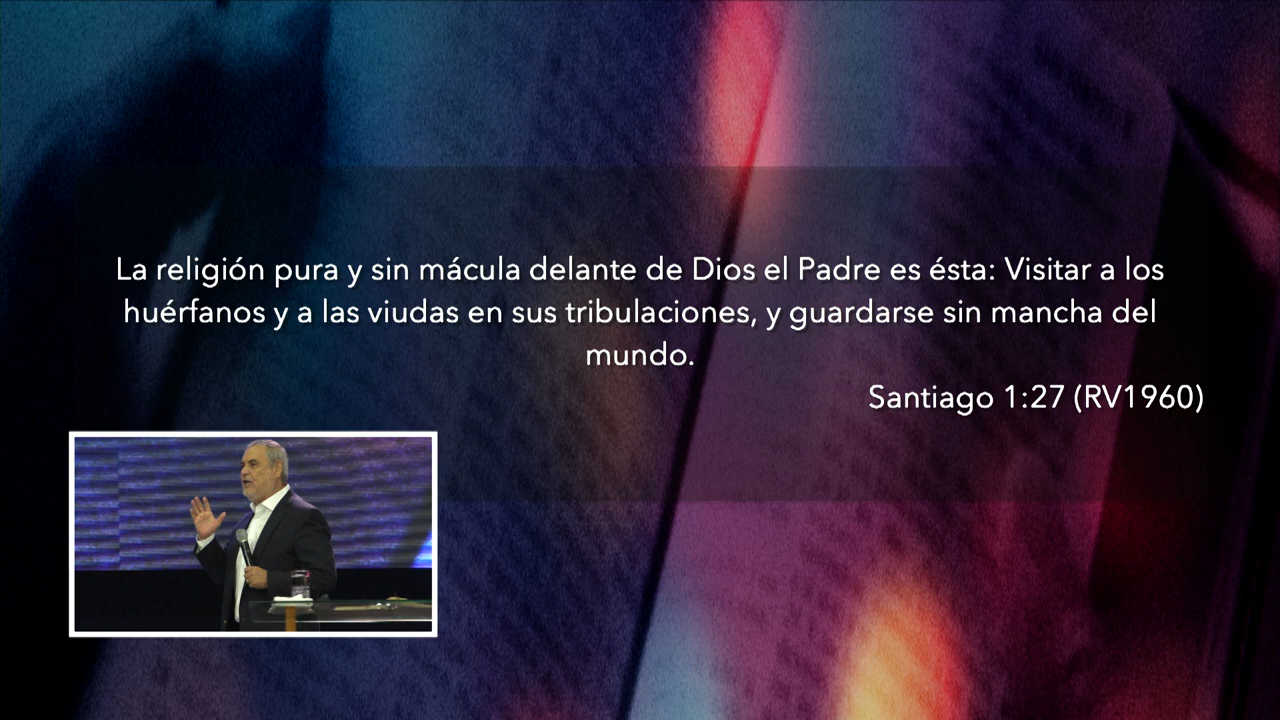 La religión pura y sin mácula delante de Dios el Padre es ésta: Visitar a los
huérfanos y a las viudas en sus tribulaciones, y guardarse sin mancha del
mundo.
Santiago 1:27 (RV1960)